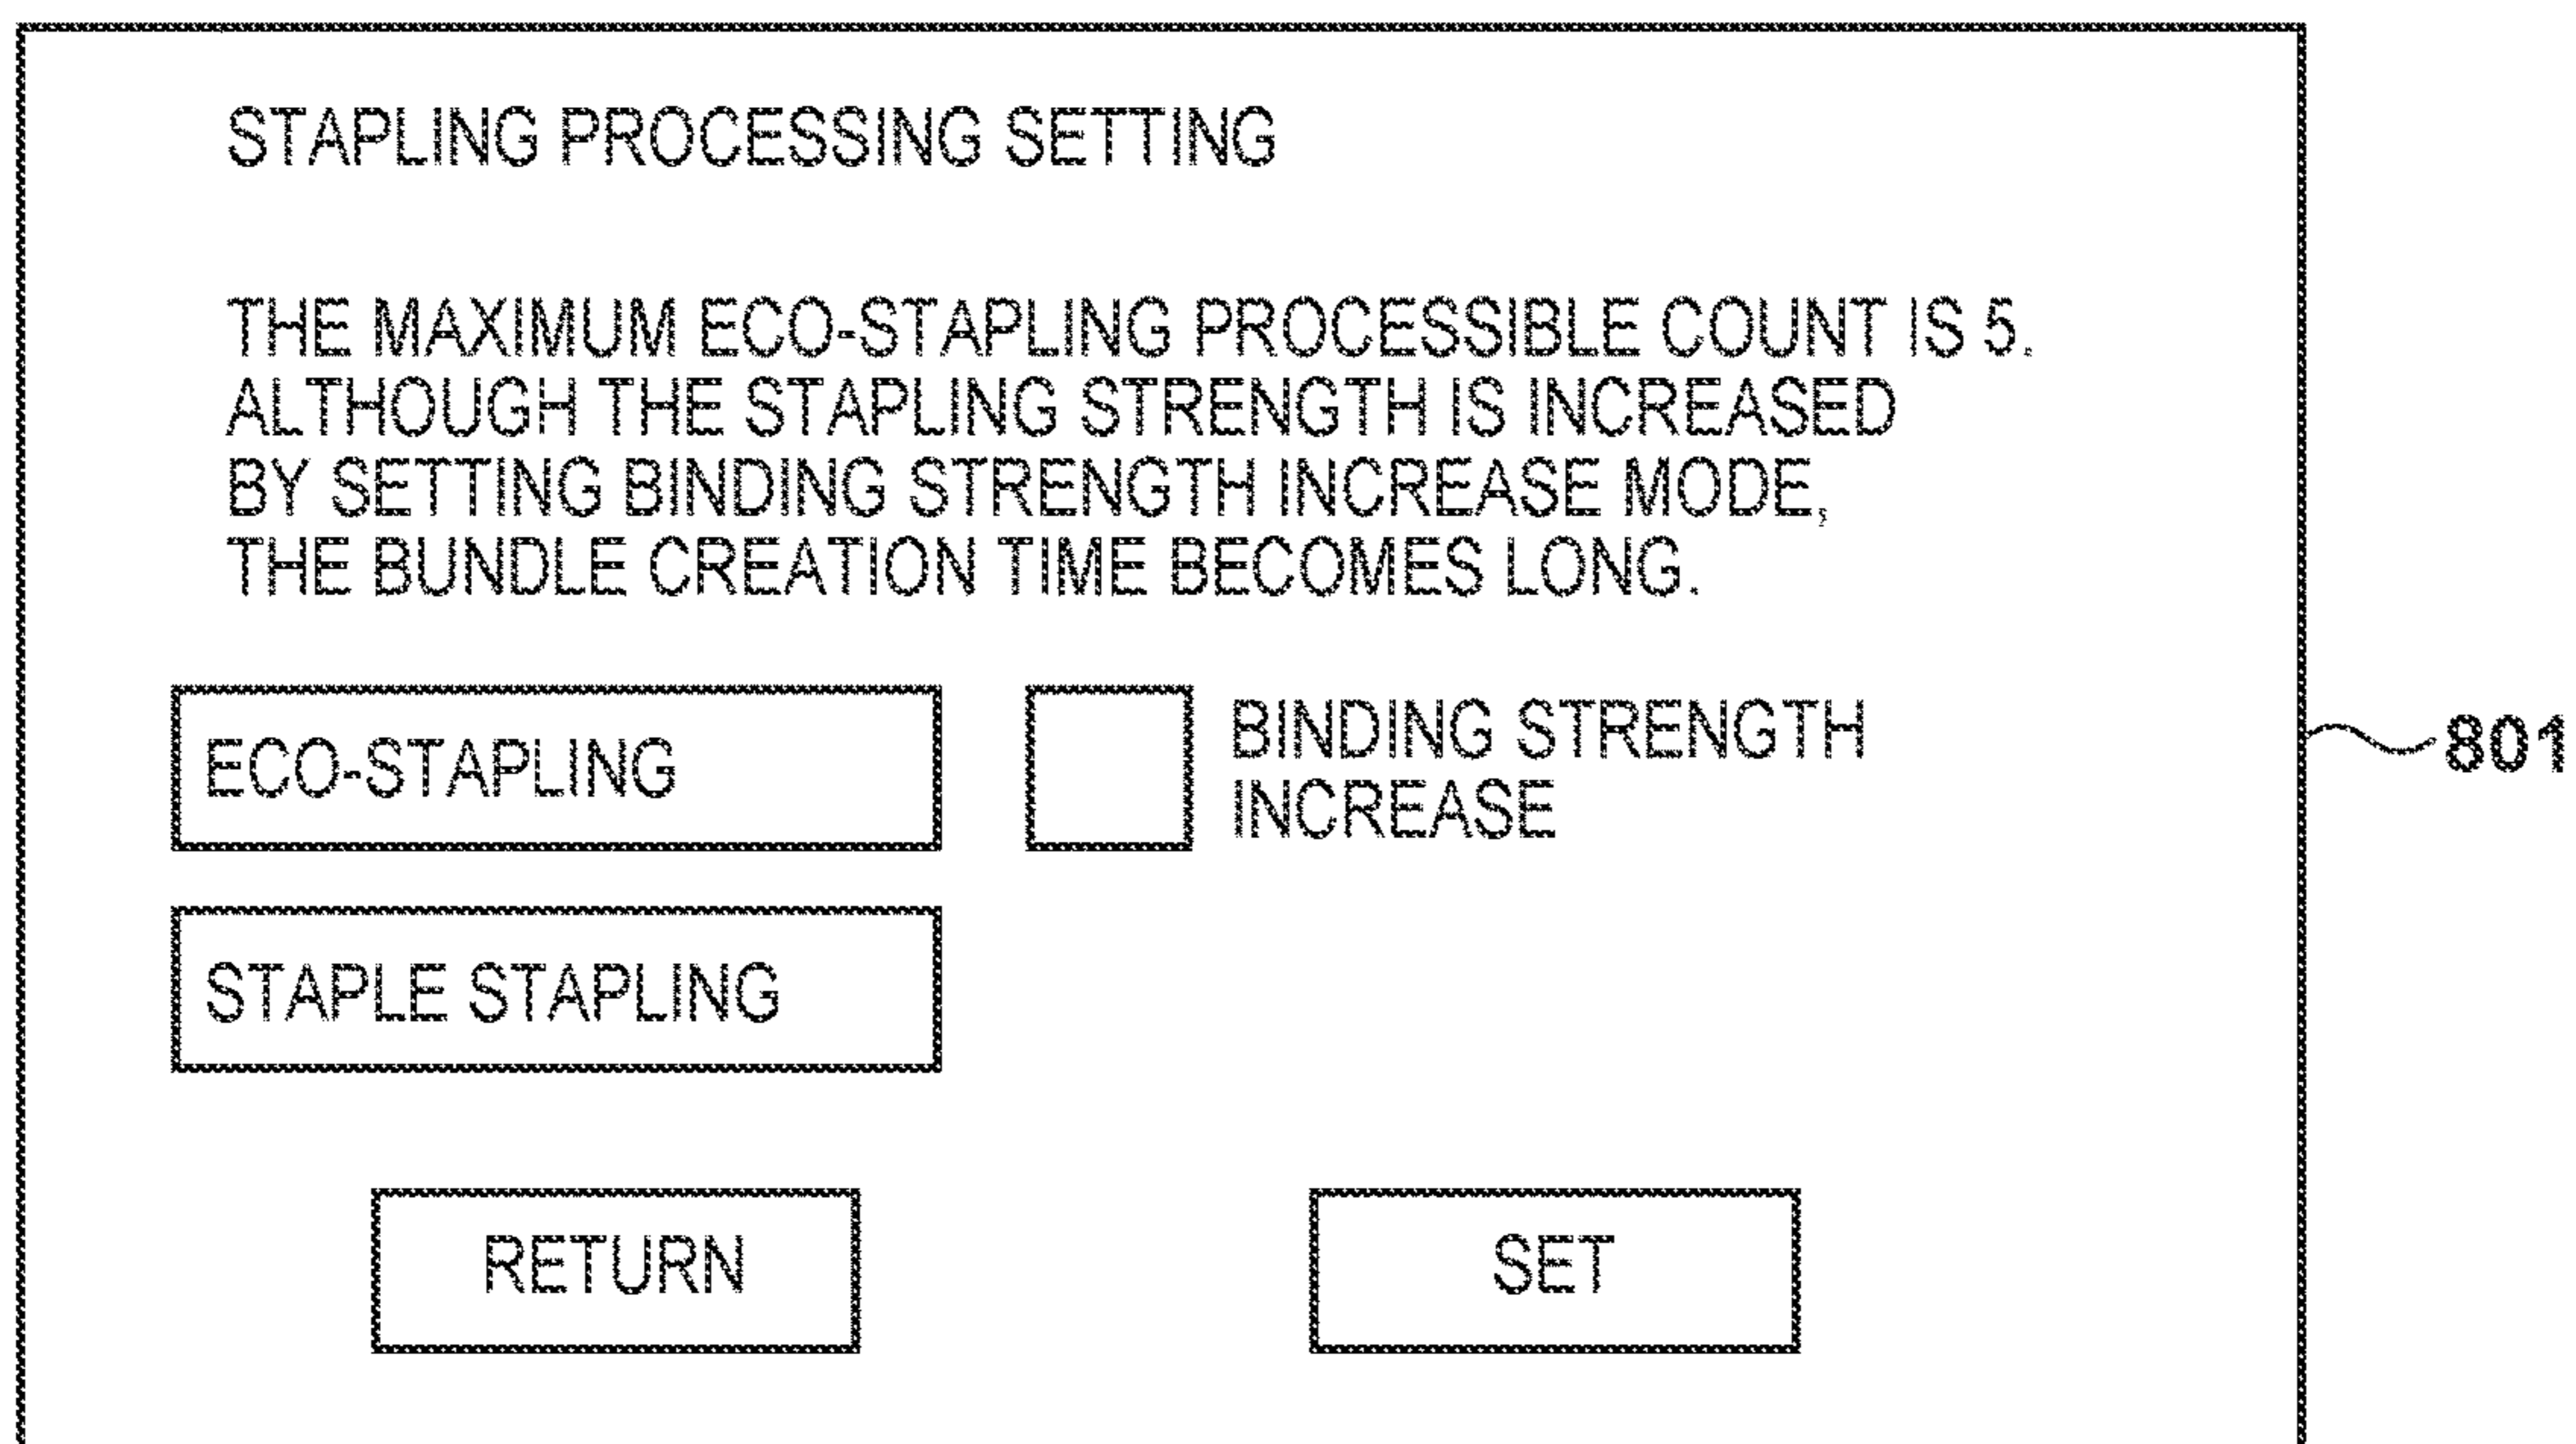 STAPLING PROCESSING SETTING
THE MAXIMUM ECO-STAPLING PROCESSIBLE COUNT IS 5.
ALTHOUGH THE STAPLING STRENGTH IS INCREASED
BY SETTING BINDING STRENGTH INCREASE MODE,
THE BUNDLE CREATION TIME BECOMES LONG.
ECO-STAPLING
BINDING STRENGTH
INCREASE
801
STAPLE STAPLING
RETURN
SET